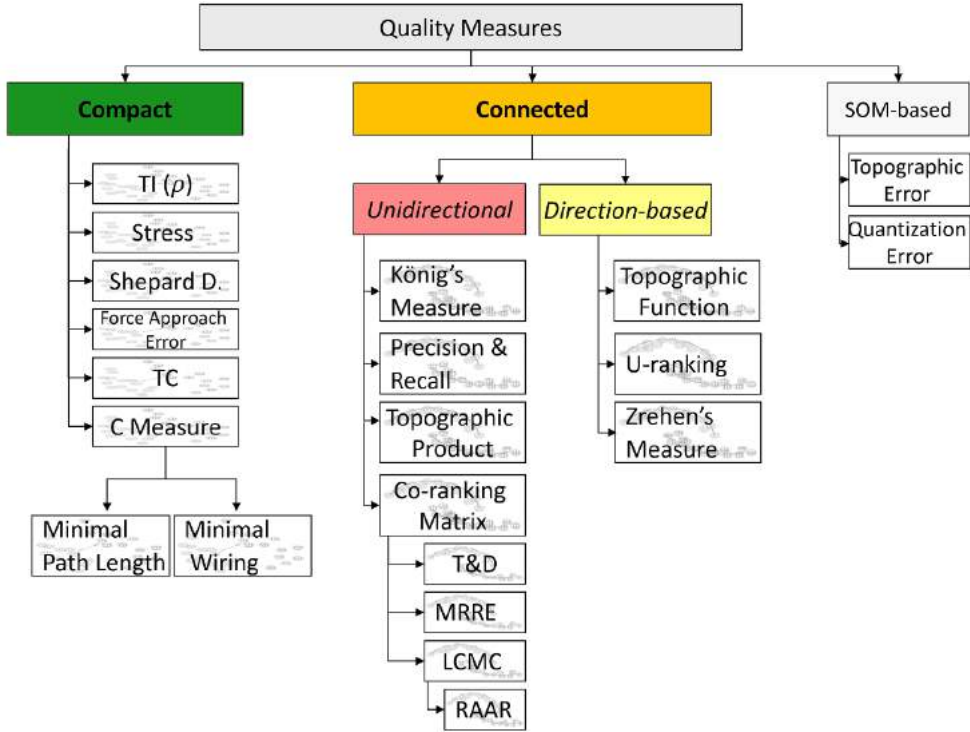 Quality Measures
Compact
Connected
SOM-based
TI (ρ)
Stress
Shepard D.
Force Approach
Error
TC
C Measure
Minimal
Path Length
Minimal
Wiring
Unidirectional
Direction-based
König's
Measure
Precision &
Recall
Topographic
Product
Co-ranking
Matrix
T&D
MRRE
LCMC
RAAR
Topographic
Function
U-ranking
Zrehen's
Measure
Topographic
Error
Quantization
Error